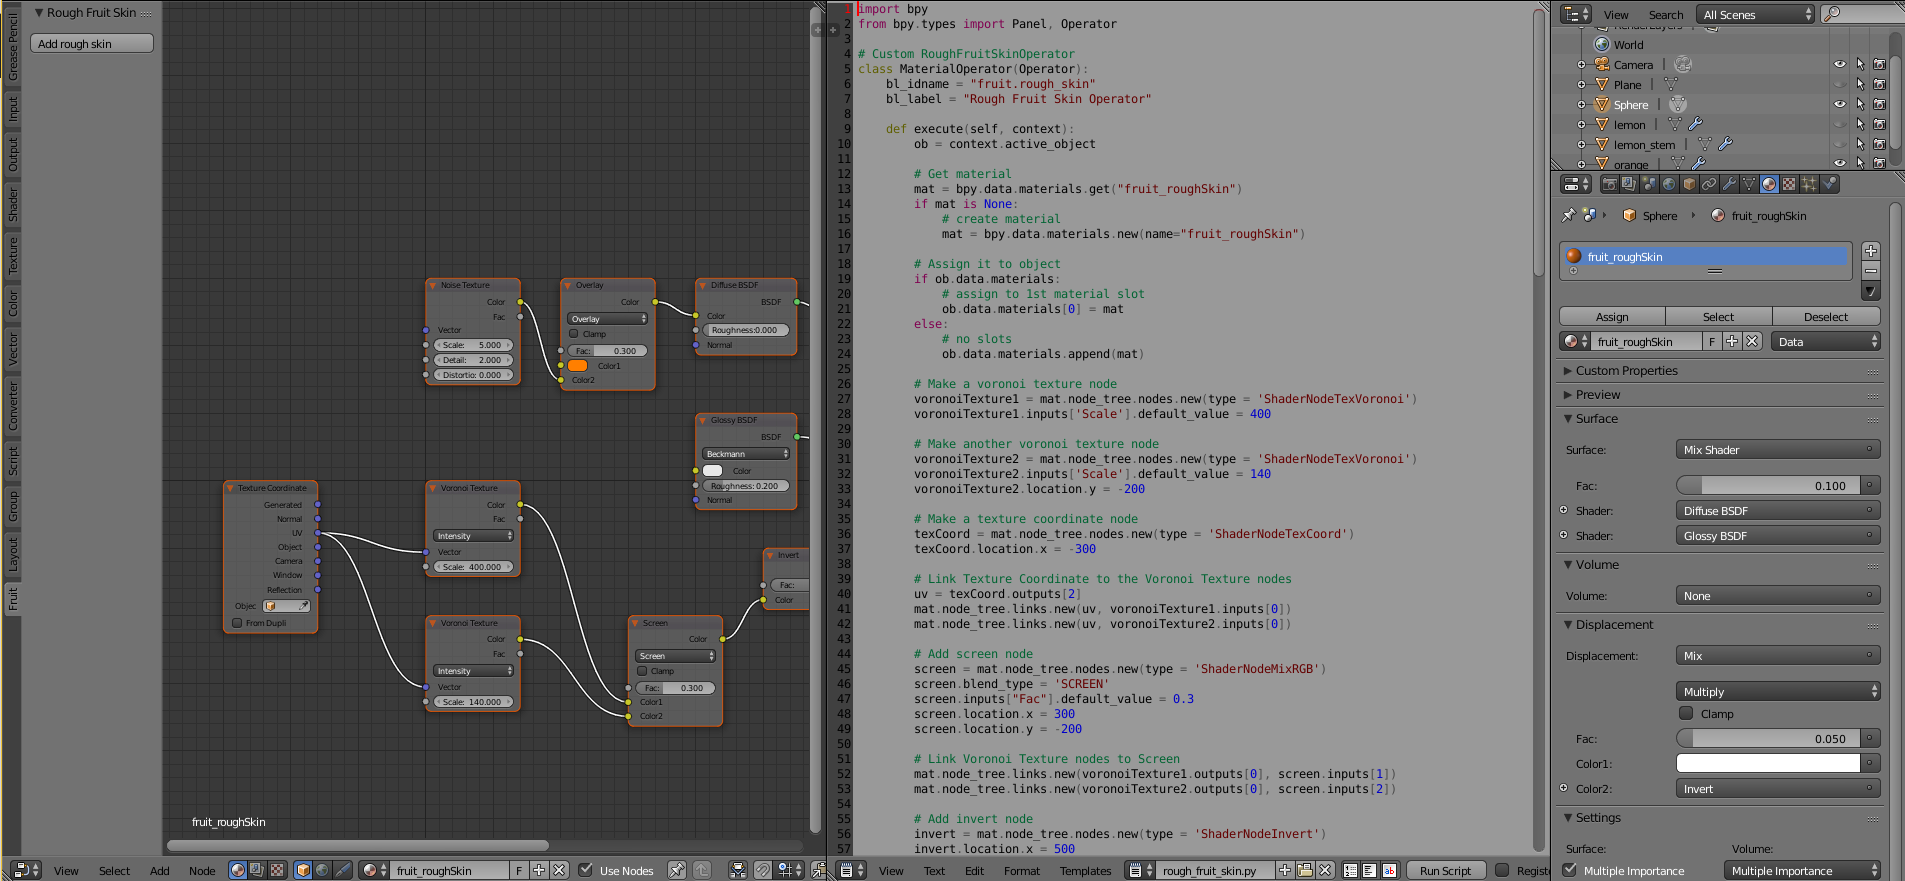 Rough Fruit Skin
Add rough skin
Grease Pencil
Input
Output
Shader
Texture
Color
Vector
Converter
Script
Group
Layout
Fruit
Noise Texture
Color
Fac
Vector
Scale: 5.000
Detail: 2.000
Distortio: 0.000
Overlay
Color
Overlay
Clamp
Fac: 0.300
Color1
Color2
Diffuse BSDF
BSDF
Color
Roughness:0.000
Normal
Glossy BSDF
BSDF
Beckmann
Color
Roughness: 0.200
Normal
Texture Coordinate
Generated
Normal
UV
Object
Camera
Window
Reflection
Objec
From Dupli
Voronoi Texture
Color
Fac
Intensity
Vector
Scale: 400.000
Voronoi Texture
Color
Fac
Intensity
Vector
Scale: 140.000
Screen
Color
Screen
Clamp
Fac: 0.300
Color1
Color2
Invert
Fac:
Color
fruit_roughSkin
View Select Add Node fruit_roughSkin F Use Nodes
1 import bpy
2 from bpy.types import Panel, Operator
3
4 # Custom RoughFruitSkinOperator
5 class MaterialOperator(Operator):
6     bl_idname = "fruit.rough_skin"
7     bl_label = "Rough Fruit Skin Operator"
8
9     def execute(self, context):
10         ob = context.active_object
11
12         # Get material
13         mat = bpy.data.materials.get("fruit_roughSkin")
14         if mat is None:
15             # create material
16             mat = bpy.data.materials.new(name="fruit_roughSkin")
17
18         # Assign it to object
19         if ob.data.materials:
20             # assign to 1st material slot
21             ob.data.materials[0] = mat
22         else:
23             # no slots
24             ob.data.materials.append(mat)
25
26         # Make a voronoi texture node
27         voronoiTexture1 = mat.node_tree.nodes.new(type = 'ShaderNodeTexVoronoi')
28         voronoiTexture1.inputs['Scale'].default_value = 400
29
30         # Make another voronoi texture node
31         voronoiTexture2 = mat.node_tree.nodes.new(type = 'ShaderNodeTexVoronoi')
32         voronoiTexture2.inputs['Scale'].default_value = 140
33         voronoiTexture2.location.y = -200
34
35         # Make a texture coordinate node
36         texCoord = mat.node_tree.nodes.new(type = 'ShaderNodeTexCoord')
37         texCoord.location.x = -300
38
39         # Link Texture Coordinate to the Voronoi Texture nodes
40         uv = texCoord.outputs[2]
41         mat.node_tree.links.new(uv, voronoiTexture1.inputs[0])
42         mat.node_tree.links.new(uv, voronoiTexture2.inputs[0])
43
44         # Add screen node
45         screen = mat.node_tree.nodes.new(type = 'ShaderNodeMixRGB')
46         screen.blend_type = 'SCREEN'
47         screen.inputs["Fac"].default_value = 0.3
48         screen.location.x = 300
49         screen.location.y = -200
50
51         # Link Voronoi Texture nodes to Screen
52         mat.node_tree.links.new(voronoiTexture1.outputs[0], screen.inputs[1])
53         mat.node_tree.links.new(voronoiTexture2.outputs[0], screen.inputs[2])
54
55         # Add invert node
56         invert = mat.node_tree.nodes.new(type = 'ShaderNodeInvert')
57         invert.location.x = 500
View Text Edit Format Templates rough_fruit_skin.py Run Script Regist
View Search All Scenes
RenderLayers
World
Camera
Plane
Sphere
lemon
lemon_stem
orange
Sphere fruit_roughSkin
fruit_roughSkin
Assign Select Deselect
fruit_roughSkin F Data
Custom Properties
Preview
Surface
Surface: Mix Shader
Fac: 0.100
Shader: Diffuse BSDF
Shader: Glossy BSDF
Volume
Volume: None
Displacement
Displacement: Mix
Multiply
Clamp
Fac: 0.050
Color1:
Color2: Invert
Settings
Surface: Volume:
Multiple Importance Multiple Importance